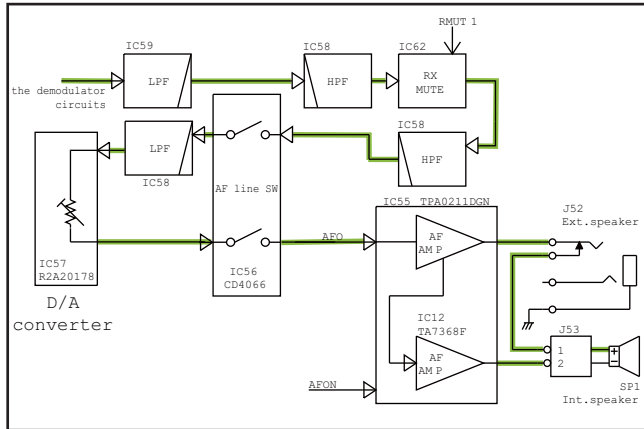 RMUT 1
IC59
IC58
IC62
LPF
HPF
RX
MUTE
the demodulator
circuits
LPF
IC58
HPF
IC58
AF line SW
IC55 TPA0211DGN
J52
Ext.speaker
AFO
AF
AM P
IC57
R2A20178
D/A
converter
IC56
CD4066
IC12
TA7368F
AF
AM P
J53
1
2
+
−
AFON
SP1
Int.speaker